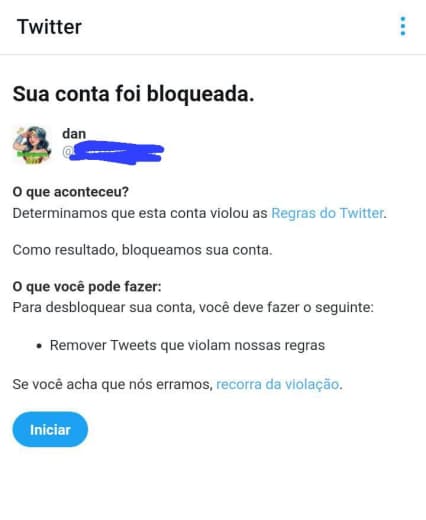 Twitter
Sua conta foi bloqueada.
dan
@
O que aconteceu?
Determinamos que esta conta violou as Regras do Twitter.
Como resultado, bloqueamos sua conta.
O que você pode fazer:
Para desbloquear sua conta, você deve fazer o seguinte:
• Remover Tweets que violam nossas regras
Se você acha que nós erramos, recorra da violação.
Iniciar